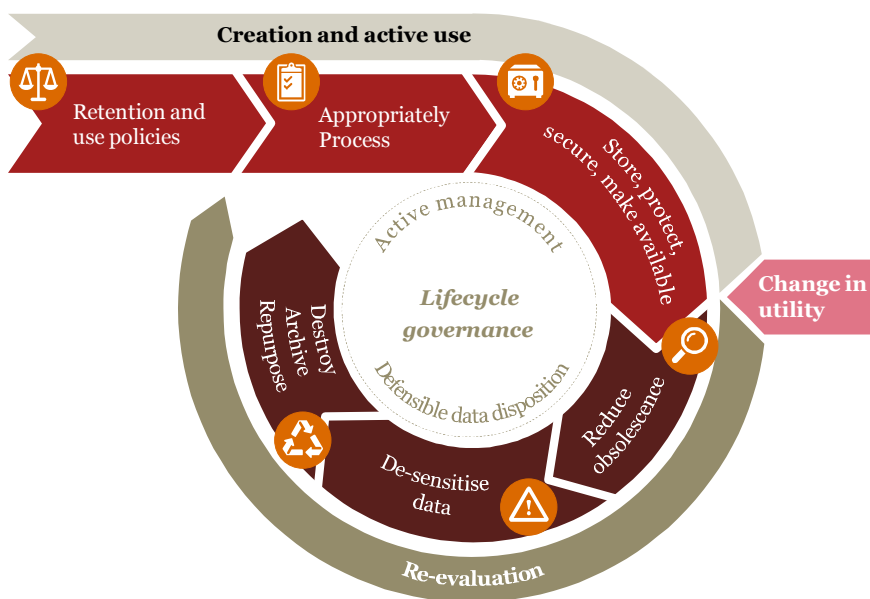 Creation and active use
Retention and
use policies
Appropriately
Process
Store, protect,
secure, make available
Active management
Lifecycle
governance
Defensible data disposition
Change in
utility
Reduce
obsolescence
De-sensitise
data
Destroy
Archive
Repurpose
Re-evaluation